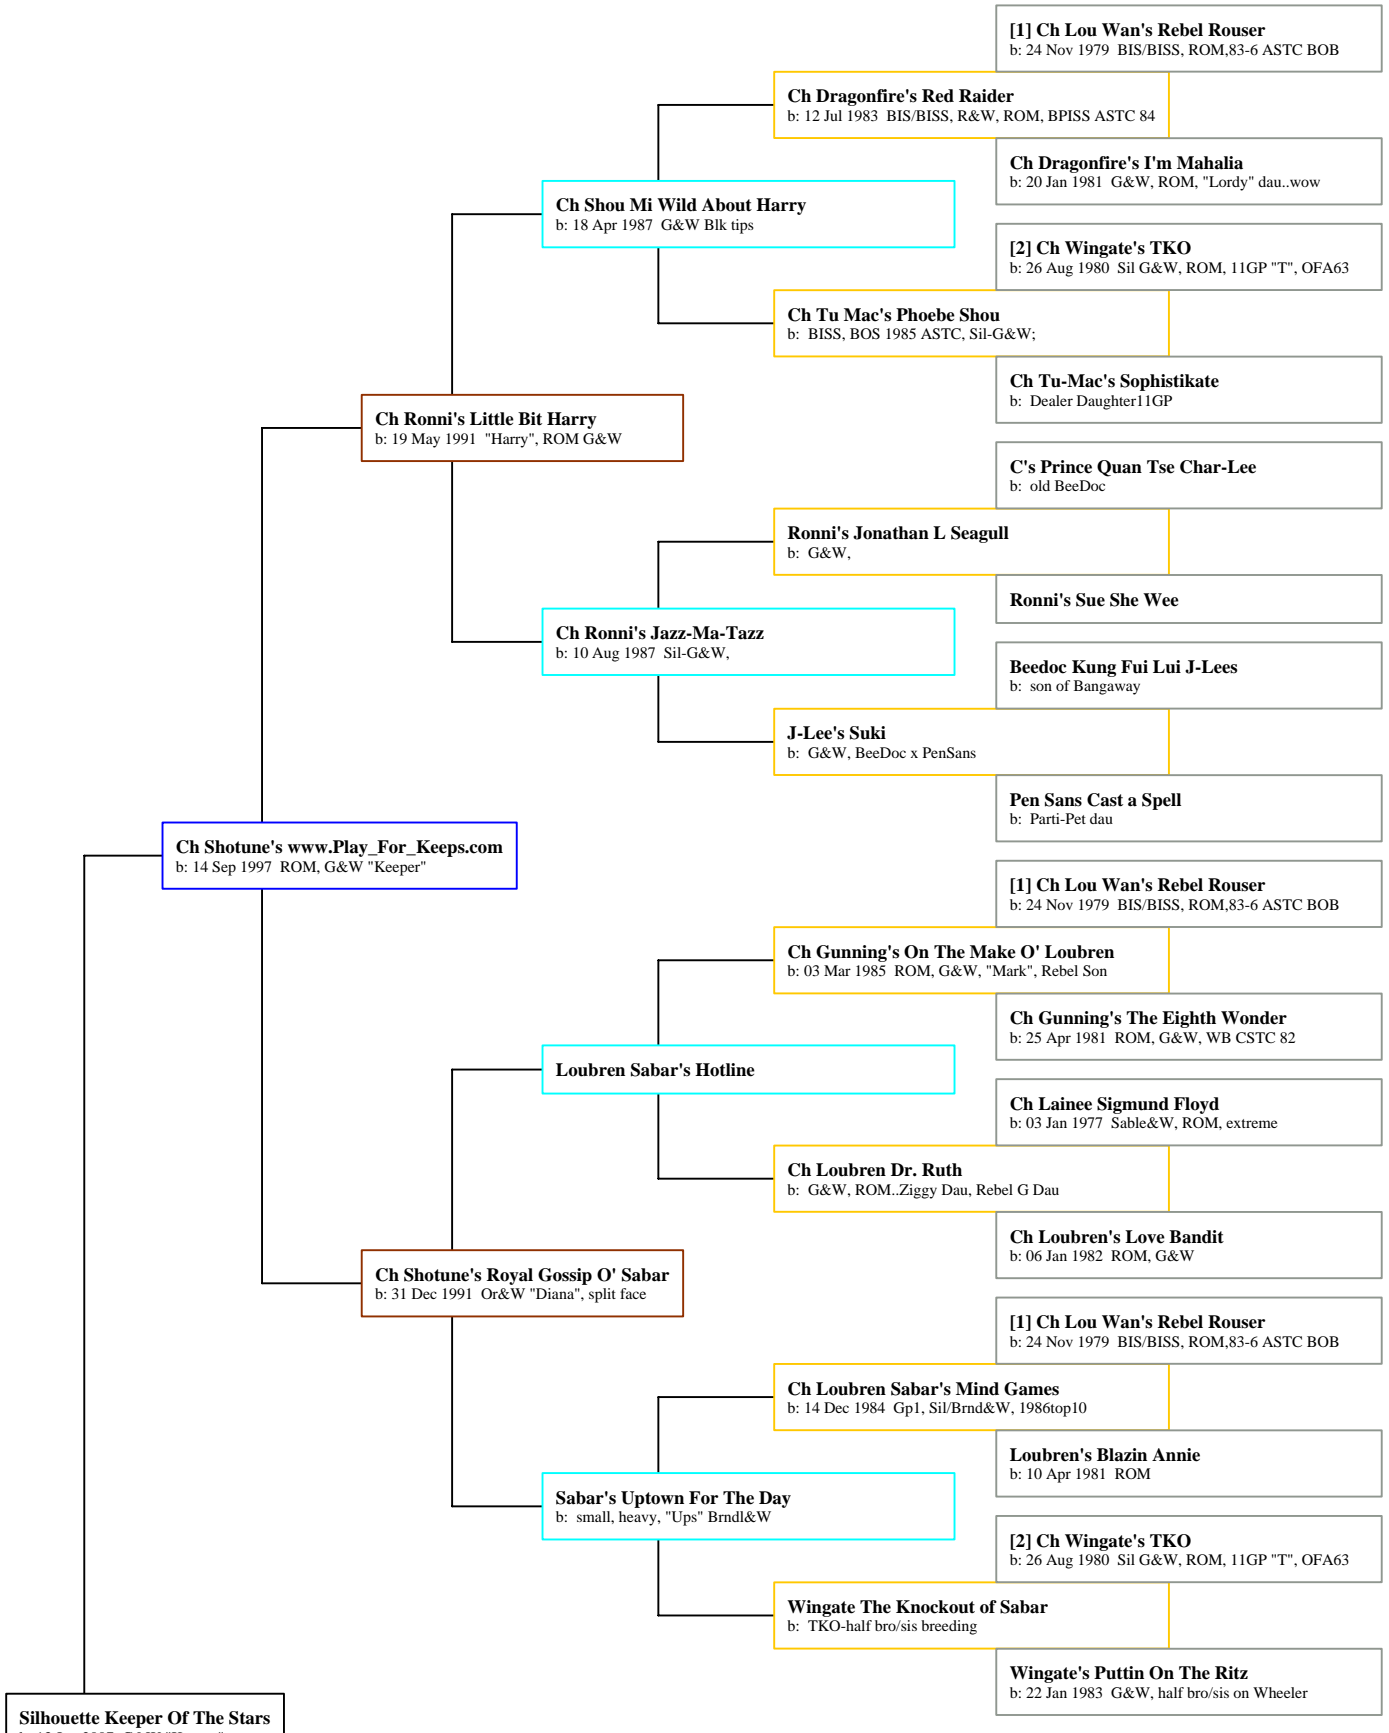 [1] Ch Lou Wan's Rebel Rouser
b: 24 Nov 1979 BIS/BISS, ROM,83-6 ASTC BOB
Ch Dragonfire's Red Raider
b: 12 Jul 1983 BIS/BISS, R&W, ROM, BPISS ASTC 84
Ch Dragonfire's I'm Mahalia
b: 20 Jan 1981 G&W, ROM, "Lordy" dau..wow
Ch Shou Mi Wild About Harry
b: 18 Apr 1987 G&W Blk tips
[2] Ch Wingate's TKO
b: 26 Aug 1980 Sil G&W, ROM, 11GP "T", OFA63
Ch Tu Mac's Phoebe Shou
b: BISS, BOS 1985 ASTC, Sil-G&W;
Ch Tu-Mac's Sophistikate
b: Dealer Daughter11GP
Ch Ronni's Little Bit Harry
b: 19 May 1991 "Harry", ROM G&W
C's Prince Quan Tse Char-Lee
b: old BeeDoc
Ronni's Jonathan L Seagull
b: G&W,
Ronni's Sue She Wee
Ch Ronni's Jazz-Ma-Tazz
b: 10 Aug 1987 Sil-G&W,
Beedoc Kung Fui Lui J-Lees
b: son of Bangaway
J-Lee's Suki
b: G&W, BeeDoc x PenSans
Pen Sans Cast a Spell
b: Parti-Pet dau
Ch Shotune's www.Play_For_Keeps.com
b: 14 Sep 1997 ROM, G&W "Keeper"
[1] Ch Lou Wan's Rebel Rouser
b: 24 Nov 1979 BIS/BISS, ROM,83-6 ASTC BOB
Ch Gunning's On The Make O' Loubren
b: 03 Mar 1985 ROM, G&W, "Mark", Rebel Son
Ch Gunning's The Eighth Wonder
b: 25 Apr 1981 ROM, G&W, WB CSTC 82
Loubren Sabar's Hotline
Ch Lainee Sigmund Floyd
b: 03 Jan 1977 Sable&W, ROM, extreme
Ch Loubren Dr. Ruth
b: G&W, ROM..Ziggy Dau, Rebel G Dau
Ch Loubren's Love Bandit
b: 06 Jan 1982 ROM, G&W
Ch Shotune's Royal Gossip O' Sabar
b: 31 Dec 1991 Or&W "Diana", split face
[1] Ch Lou Wan's Rebel Rouser
b: 24 Nov 1979 BIS/BISS, ROM,83-6 ASTC BOB
Ch Loubren Sabar's Mind Games
b: 14 Dec 1984 Gp1, Sil/Brnd&W, 1986top10
Loubren's Blazin Annie
b: 10 Apr 1981 ROM
Sabar's Uptown For The Day
b: small, heavy, "Ups" Brndl&W
[2] Ch Wingate's TKO
b: 26 Aug 1980 Sil G&W, ROM, 11GP "T", OFA63
Wingate The Knockout of Sabar
b: TKO-half bro/sis breeding
Wingate's Puttin On The Ritz
b: 22 Jan 1983 G&W, half bro/sis on Wheeler
Silhouette Keeper Of The Stars